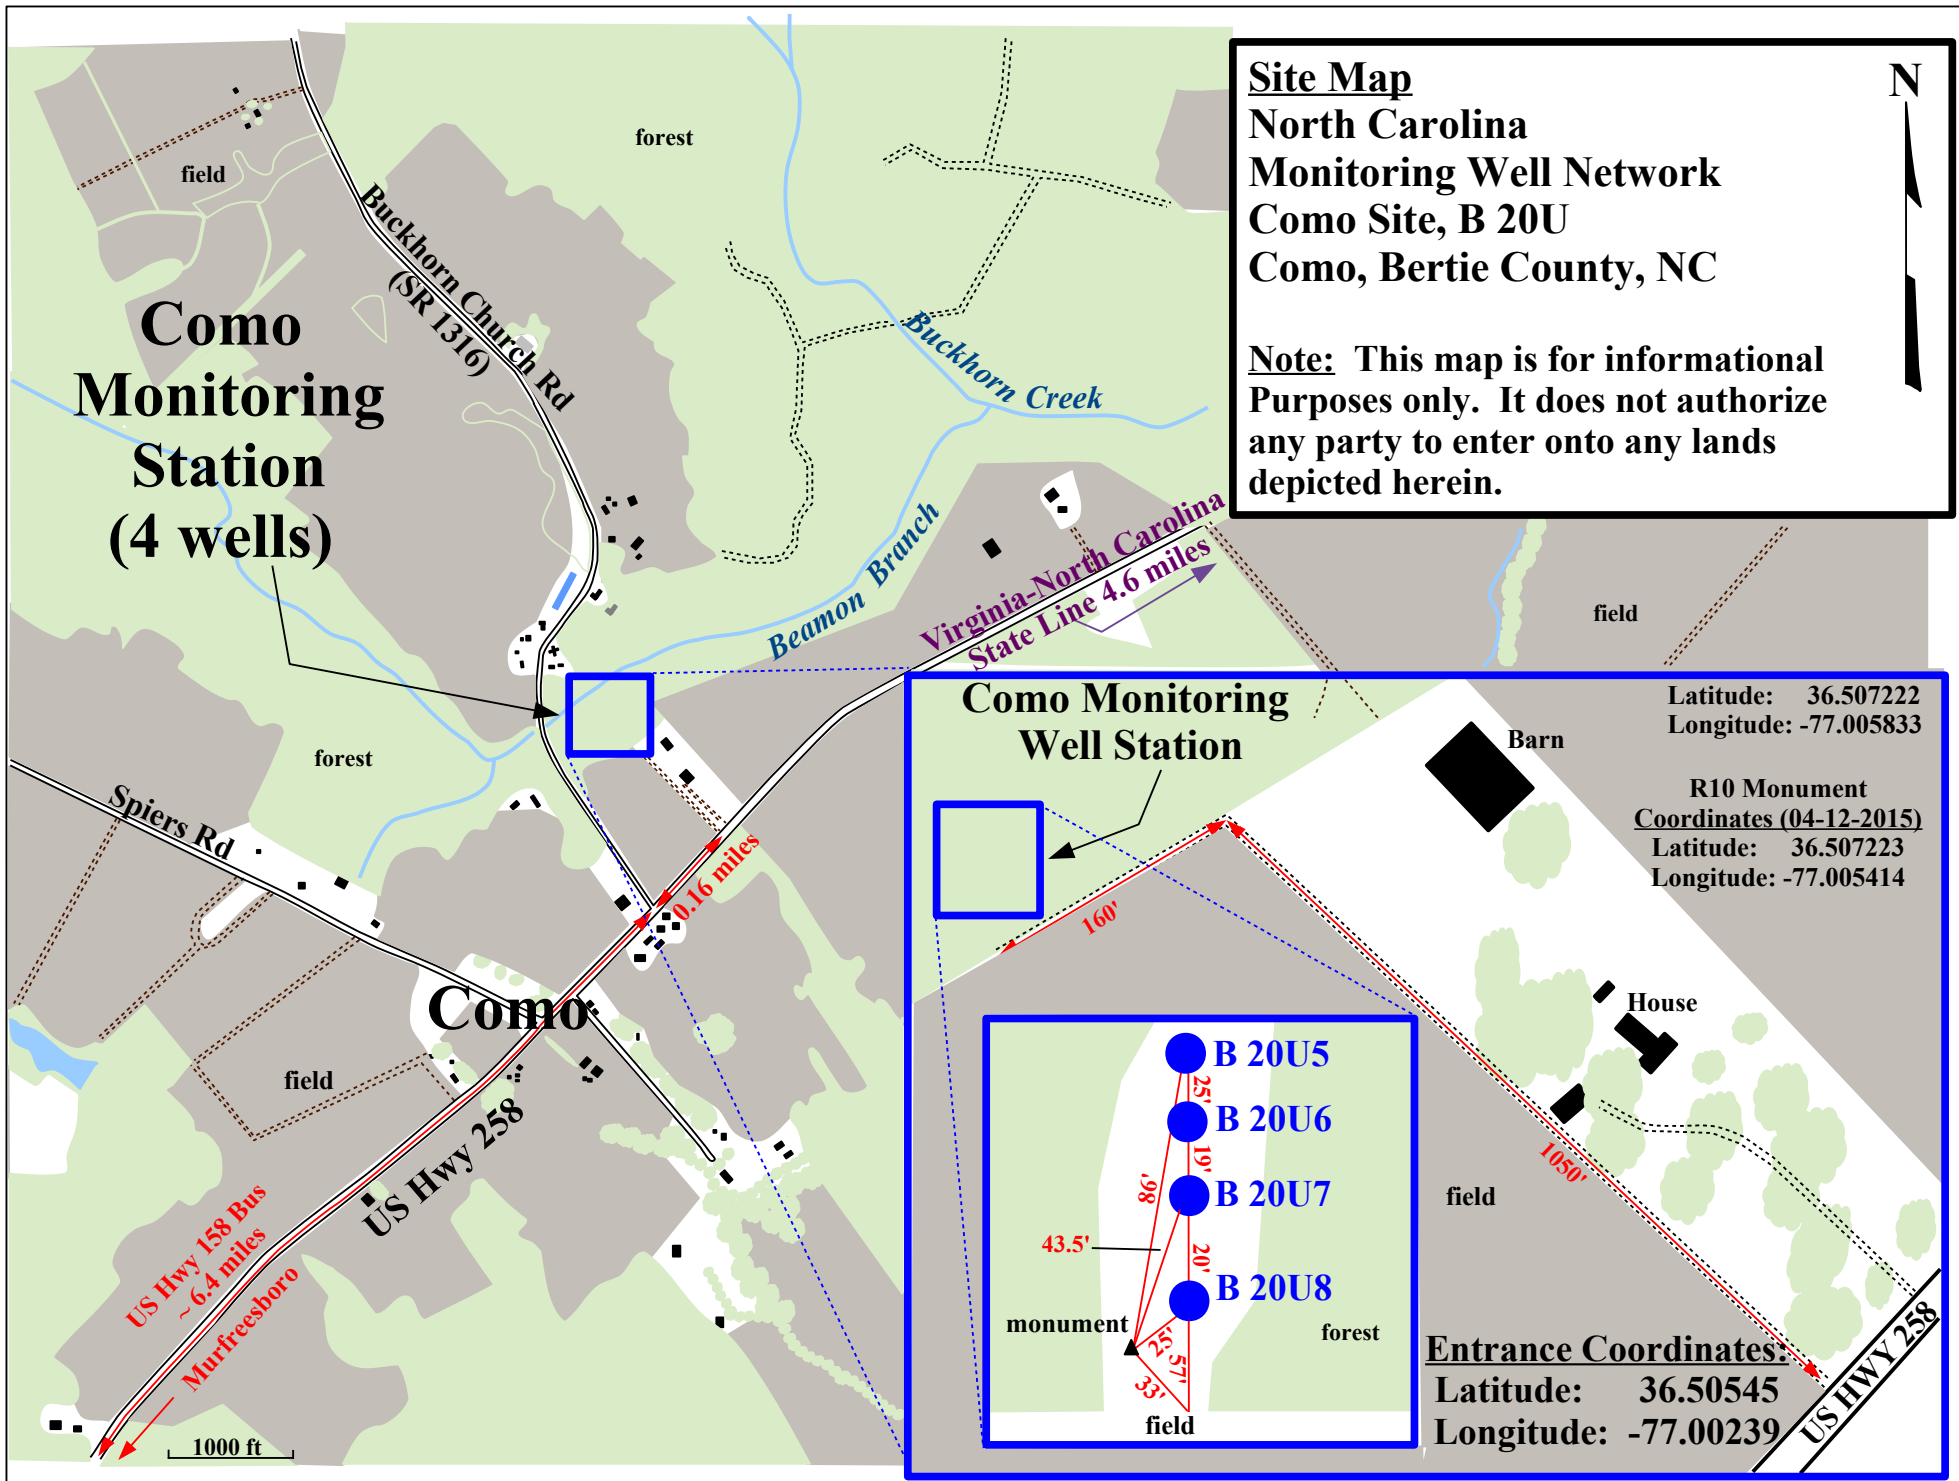 Site Map
North Carolina
Monitoring Well Network
Como Site, B 20U
Como, Bertie County, NC
Note: This map is for informational
Purposes only. It does not authorize
any party to enter onto any lands
depicted herein.
N
forest
field
Buckhorn Church Rd
(SR 1316)
Como
Monitoring
Station
(4 wells)
Buckhorn Creek
Beamon Branch
Virginia-North Carolina
State Line 4.6 miles
field
forest
Spiers Rd
0.16 miles
Como
field
US Hwy 258
US Hwy 158 Bus
~ 6.4 miles
Murfreesboro
1000 ft
Como Monitoring
Well Station
Latitude: 36.507222
Longitude: -77.005833
Barn
R10 Monument
Coordinates (04-12-2015)
Latitude: 36.507223
Longitude: -77.005414
160'
House
1050'
field
B 20U5
25'
B 20U6
19'
B 20U7
98'
43.5'
20'
B 20U8
monument
25'
57'
33'
forest
field
Entrance Coordinates:
Latitude: 36.50545
Longitude: -77.00239
US HWY 258